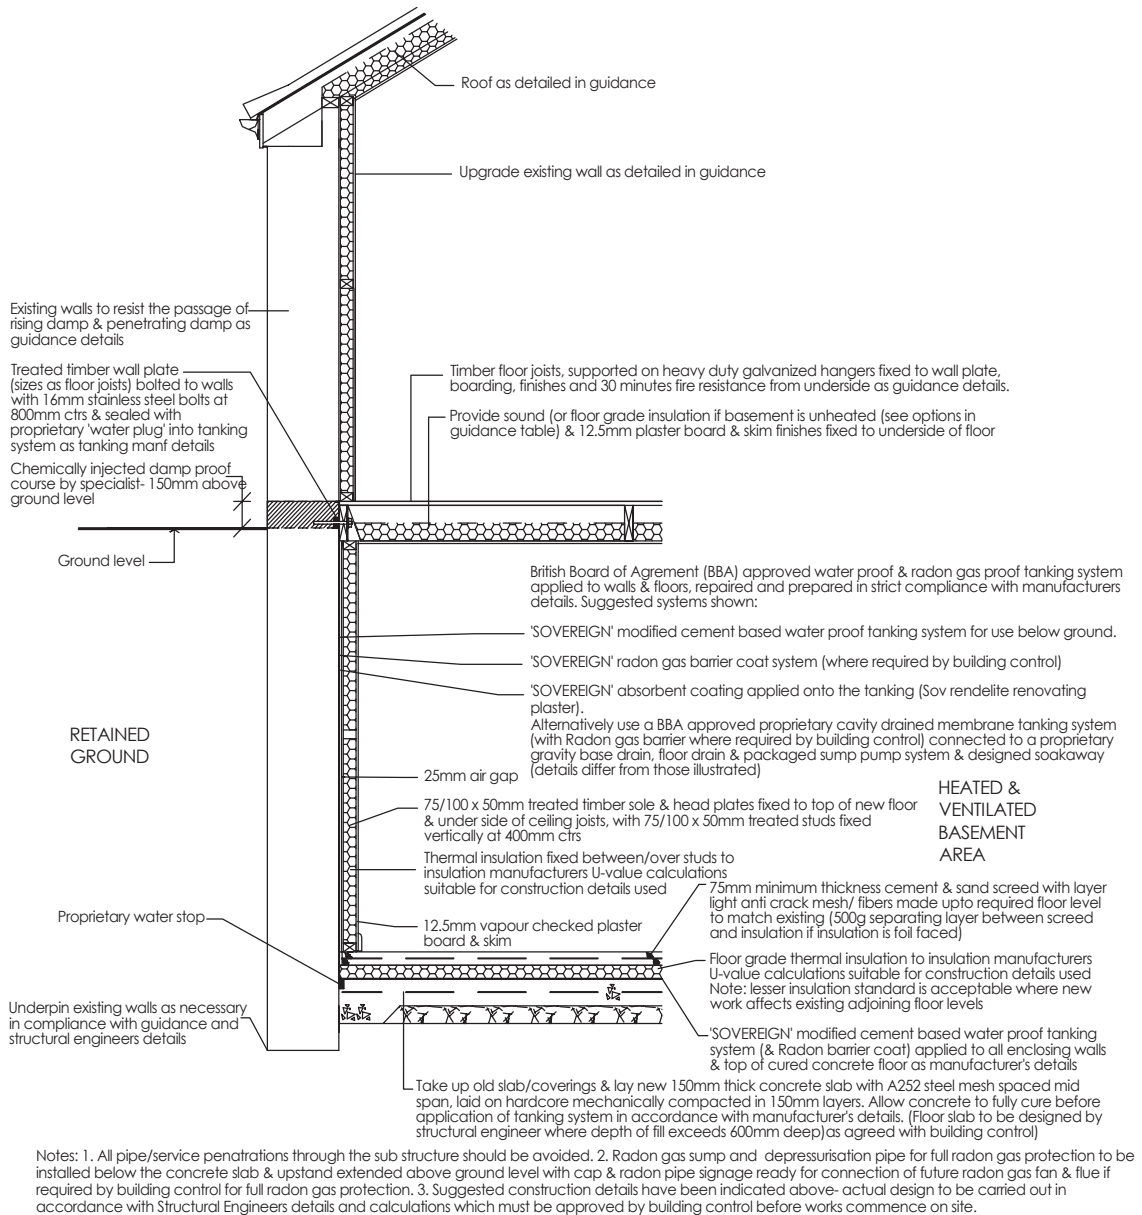 Roof as detailed in guidance
Upgrade existing wall as detailed in guidance
Existing walls to resist the passage of
rising damp & penetrating damp as
guidance details
Treated timber wall plate
(sizes as floor joists) bolted to walls
with 16mm stainless steel bolts at
800mm ctrs & sealed with
proprietary 'water plug' into tanking
system as tanking manf details
Chemically injected damp proof
course by specialist- 150mm above
ground level
Ground level
Timber floor joists, supported on heavy duty galvanized hangers fixed to wall plate,
boarding, finishes and 30 minutes fire resistance from underside as guidance details.
Provide sound (or floor grade insulation if basement is unheated (see options in
guidance table) & 12.5mm plaster board & skim finishes fixed to underside of floor
British Board of Agrement (BBA) approved water proof & radon gas proof tanking system
applied to walls & floors, repaired and prepared in strict compliance with manufacturers
details. Suggested systems shown:
'SOVEREIGN' modified cement based water proof tanking system for use below ground.
'SOVEREIGN' radon gas barrier coat system (where required by building control)
'SOVEREIGN' absorbent coating applied onto the tanking (Sov rendelite renovating
plaster).
Alternatively use a BBA approved proprietary cavity drained membrane tanking system
(with Radon gas barrier where required by building control) connected to a proprietary
gravity base drain, floor drain & packaged sump pump system & designed soakaway
(details differ from those illustrated)
RETAINED
GROUND
HEATED &
VENTILATED
BASEMENT
AREA
25mm air gap
75/100 x 50mm treated timber sole & head plates fixed to top of new floor
& under side of ceiling joists, with 75/100 x 50mm treated studs fixed
vertically at 400mm ctrs
Thermal insulation fixed between/over studs to
insulation manufacturers U-value calculations
suitable for construction details used
12.5mm vapour checked plaster
board & skim
Proprietary water stop
Underpin existing walls as necessary
in compliance with guidance and
structural engineers details
75mm minimum thickness cement & sand screed with layer
light anti crack mesh/ fibers made upto required floor level
to match existing (500g separating layer between screed
and insulation if insulation is foil faced)
Floor grade thermal insulation to insulation manufacturers
U-value calculations suitable for construction details used
Note: lesser insulation standard is acceptable where new
work affects existing adjoining floor levels
'SOVEREIGN' modified cement based water proof tanking
system (& Radon barrier coat) applied to all enclosing walls
& top of cured concrete floor as manufacturer's details
Take up old slab/coverings & lay new 150mm thick concrete slab with A252 steel mesh spaced mid
span, laid on hardcore mechanically compacted in 150mm layers. Allow concrete to fully cure before
application of tanking system in accordance with manufacturer's details. (Floor slab to be designed by
structural engineer where depth of fill exceeds 600mm deep)as agreed with building control)
Notes: 1. All pipe/service penatrations through the sub structure should be avoided. 2. Radon gas sump and depressurisation pipe for full radon gas protection to be
installed below the concrete slab & upstand extended above ground level with cap & radon pipe signage ready for connection of future radon gas fan & flue if
required by building control for full radon gas protection. 3. Suggested construction details have been indicated above- actual design to be carried out in
accordance with Structural Engineers details and calculations which must be approved by building control before works commence on site.